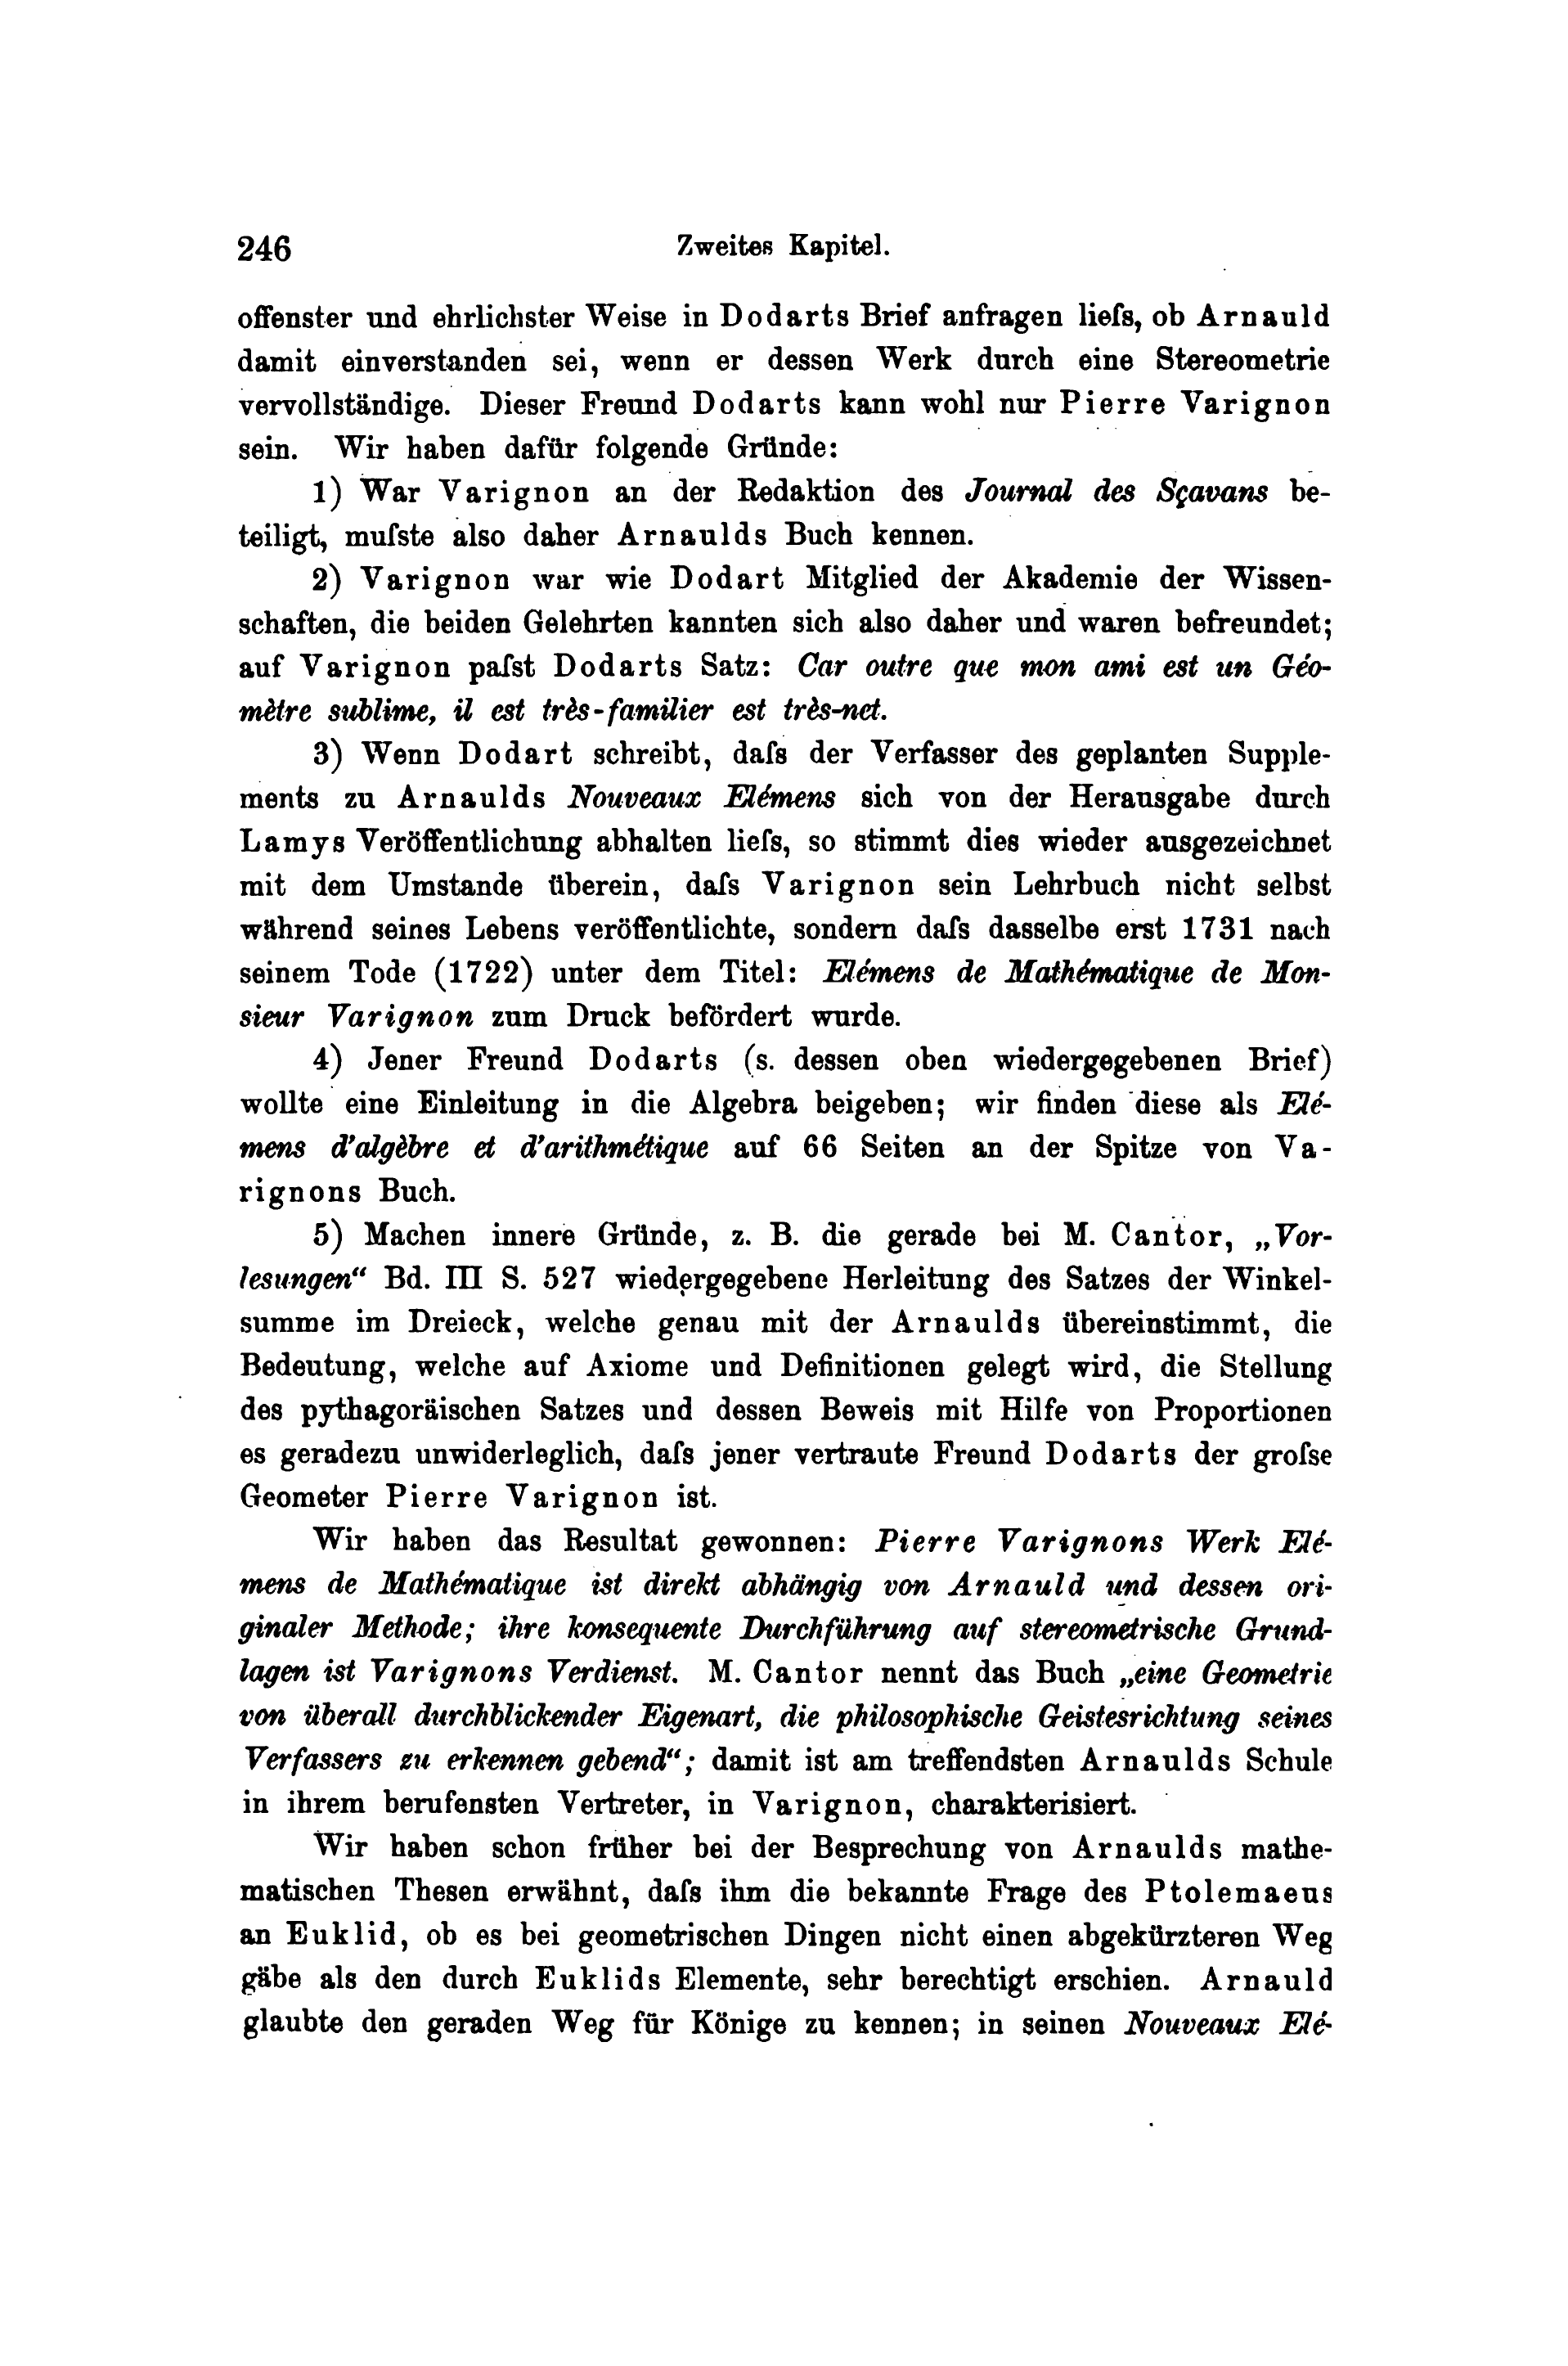 246 Zweites Kapitel.
offenster und ehrlichster Weise in Dodarts Brief anfragen lieſs, ob Arnauld
damit einverstanden sei, wenn er dessen Werk durch eine Stereometrie
vervollständige. Dieser Freund Dodarts kann wohl nur Pierre Varignon
sein. Wir haben dafür folgende Gründe:
1) War Varignon an der Redaktion des Journal des Sçavans be-
teiligt, muſste also daher Arnaulds Buch kennen.
2) Varignon war wie Dodart Mitglied der Akademie der Wissen-
schaften, die beiden Gelehrten kannten sich also daher und waren befreundet;
auf Varignon paſst Dodarts Satz: Car outre que mon ami est un Géo-
mètre sublime, il est très-familier est très-net.
3) Wenn Dodart schreibt, daſs der Verfasser des geplanten Supple-
ments zu Arnaulds Nouveaux Elémens sich von der Herausgabe durch
Lamys Veröffentlichung abhalten lieſs, so stimmt dies wieder ausgezeichnet
mit dem Umstande überein, daſs Varignon sein Lehrbuch nicht selbst
während seines Lebens veröffentlichte, sondern daſs dasselbe erst 1731 nach
seinem Tode (1722) unter dem Titel: Elémens de Mathématique de Mon-
sieur Varignon zum Druck befördert wurde.
4) Jener Freund Dodarts (s. dessen oben wiedergegebenen Brief)
wollte eine Einleitung in die Algebra beigeben; wir finden diese als Elé-
mens d'algèbre et d'arithmétique auf 66 Seiten an der Spitze von Va-
rignons Buch.
5) Machen innere Gründe, z. B. die gerade bei M. Cantor, „Vor-
lesungen“ Bd. III S. 527 wiedergegebene Herleitung des Satzes der Winkel-
summe im Dreieck, welche genau mit der Arnaulds übereinstimmt, die
Bedeutung, welche auf Axiome und Definitionen gelegt wird, die Stellung
des pythagoräischen Satzes und dessen Beweis mit Hilfe von Proportionen
es geradezu unwiderleglich, daſs jener vertraute Freund Dodarts der groſse
Geometer Pierre Varignon ist.
Wir haben das Resultat gewonnen: Pierre Varignons Werk Elé-
mens de Mathématique ist direkt abhängig von Arnauld und dessen ori-
ginaler Methode; ihre konsequente Durchführung auf stereometrische Grund-
lagen ist Varignons Verdienst. M. Cantor nennt das Buch „eine Geometrie
von überall durchblickender Eigenart, die philosophische Geistesrichtung seines
Verfassers zu erkennen gebend“; damit ist am treffendsten Arnaulds Schule
in ihrem berufensten Vertreter, in Varignon, charakterisiert.
Wir haben schon früher bei der Besprechung von Arnaulds mathe-
matischen Thesen erwähnt, daſs ihm die bekannte Frage des Ptolemaeus
an Euklid, ob es bei geometrischen Dingen nicht einen abgekürzteren Weg
gäbe als den durch Euklids Elemente, sehr berechtigt erschien. Arnauld
glaubte den geraden Weg für Könige zu kennen; in seinen Nouveaux Elé-